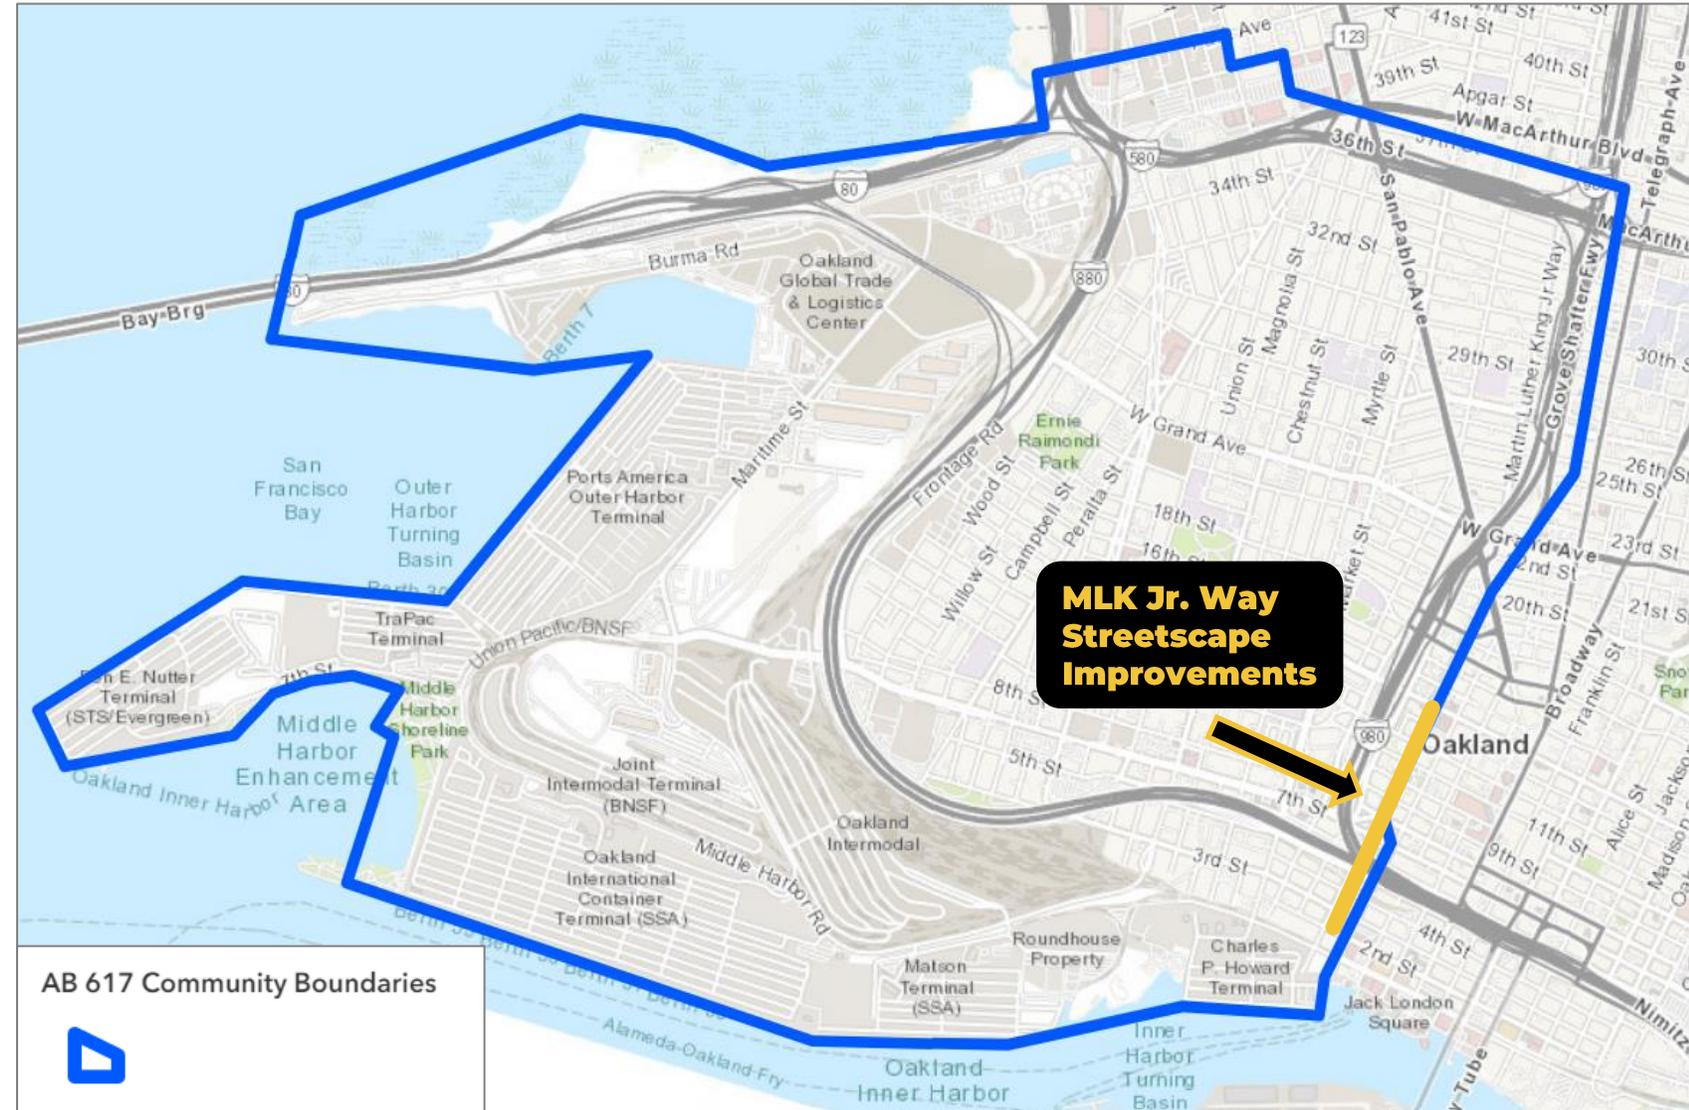 41st St
Ave
123
39th St
40th St
Apgar St
W MacArthur Blvd
36th St
37th St
Telegraph Ave
580
80
34th St
San Pablo Ave
32nd St
Burma Rd
Oakland
Global Trade
& Logistics
Center
880
Magnolia St
Martin Luther King Jr Way
Grove Shafter Fwy
Bay Brg
Berth 7
Union St
Chestnut St
Myrtle St
29th St
30th S
Maritime St
Ernie
Raimondi
Park
W Grand Ave
Frontage Rd
San
Francisco
Bay
Outer
Harbor
Turning
Basin
Ports America
Outer Harbor
Terminal
Wood St
Campbell St
Peralta St
Willow St
18th St
16th
26th St
25th St
W Grand Ave
23rd St
2nd St
20th St
21st S
MLK Jr. Way
Streetscape
Improvements
TraPac
Terminal
Union Pacific/BNSF
E. Nutter
Terminal
(STS/Evergreen)
7th St
Middle
Harbor
Shoreline
Park
Middle
Harbor
Enhancement
Area
Oakland Inner Harbor
8th S
Broadway
Franklin St
980
Oakland
5th St
7th St
Joint
Intermodal Terminal
(BNSF)
Oakland
Intermodal
Middle Harbor Rd
3rd St
11th St
9th St
Alice St
Jackson
Madison
Oakland
International
Container
Terminal (SSA)
Roundhouse
Property
Matson
Terminal
(SSA)
Charles
P. Howard
Terminal
2nd St
4th St
Jack London
Square
Nimitz
AB 617 Community Boundaries
Alameda-Oakland Fry
Oakland
Inner Harbor
Inner
Harbor
Turning
Basin
y Tube